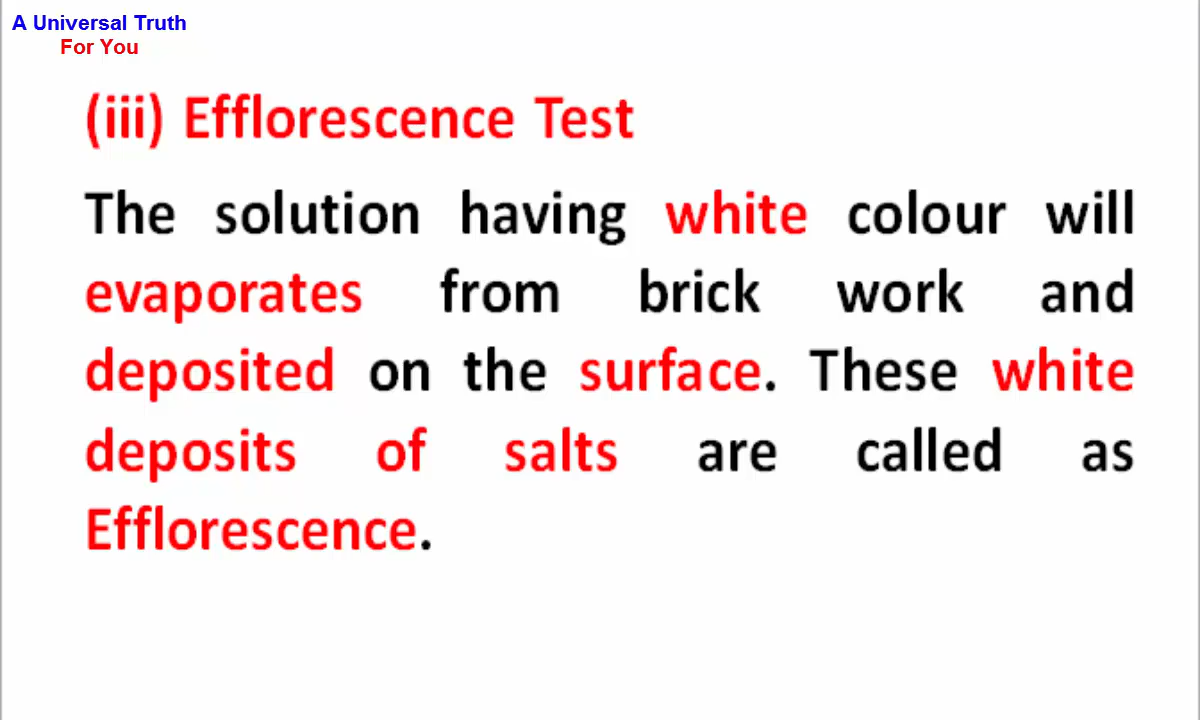 A Universal Truth
For You
(iii) Efflorescence Test
The solution having white colour will
evaporates from brick work and
deposited on the surface. These white
deposits of salts are called as
Efflorescence.